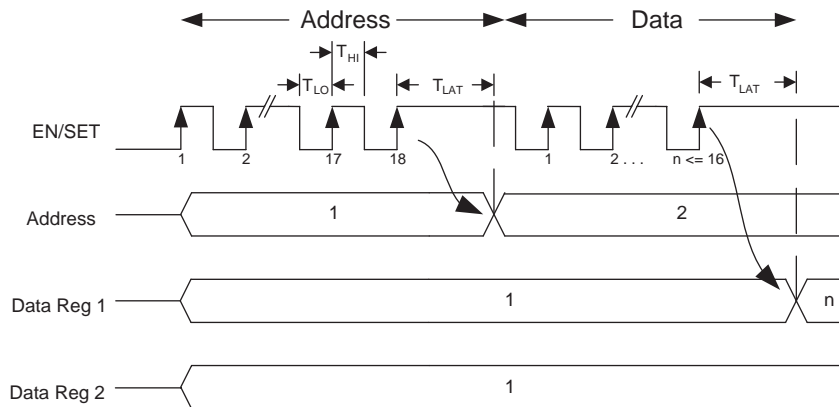 Address
Data
T_HI
T_LO
T_LAT
T_LAT
EN/SET
1
2
17
18
1
2 . . .
n <= 16
Address
1
2
Data Reg 1
1
n
Data Reg 2
1